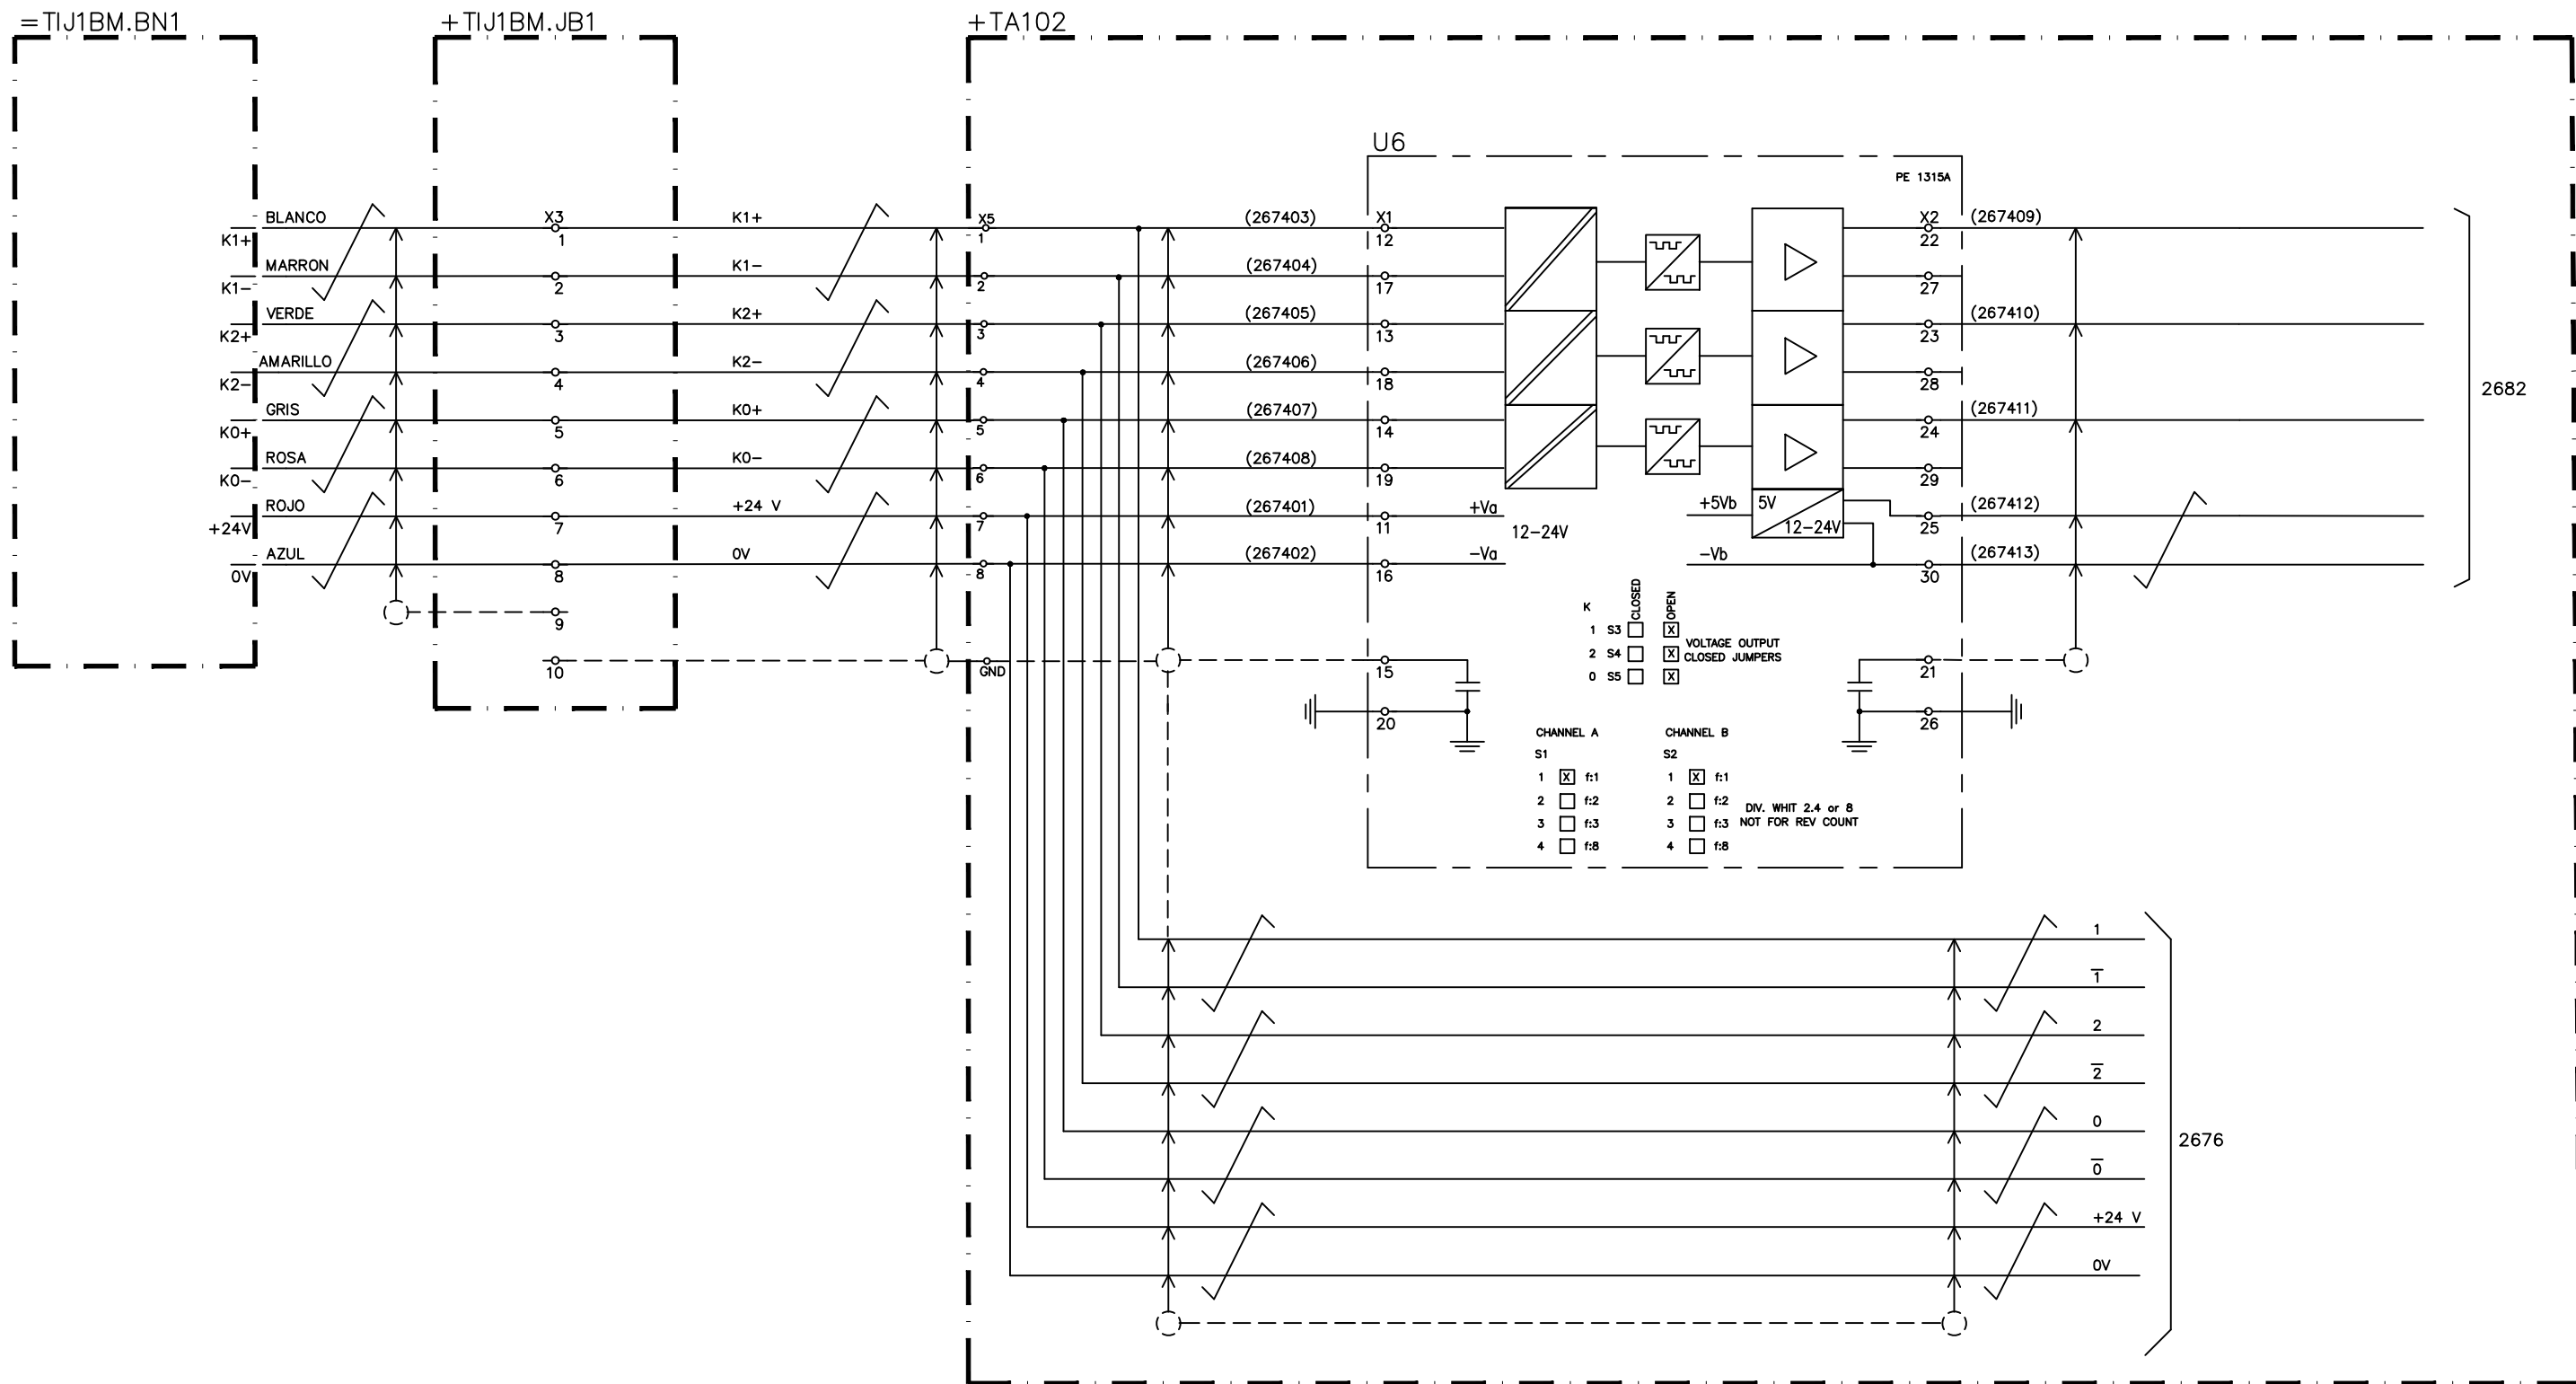 =TIJ1BM.BN1
+TIJ1BM.JB1
+TA102
U6
PE 1315A
BLANCO
K1+
X3
1
K1+
X5
1
(267403)
X1
12
X2
22
(267409)
MARRON
K1-
2
K1-
2
(267404)
17
27
VERDE
K2+
3
K2+
3
(267405)
13
23
(267410)
AMARILLO
K2-
4
K2-
4
(267406)
18
28
2682
GRIS
K0+
5
K0+
5
(267407)
14
24
(267411)
ROSA
K0-
6
K0-
6
(267408)
19
29
ROJO
+24V
7
+24 V
7
(267401)
11
+Va
12-24V
+5Vb
5V
12-24V
25
(267412)
AZUL
0V
8
0V
8
(267402)
16
-Va
-Vb
30
(267413)
9
10
GND
15
20
21
26
K
CLOSED
OPEN
1 S3 X
2 S4 X
0 S5 X
VOLTAGE OUTPUT
CLOSED JUMPERS
CHANNEL A
S1
1 X f:1
2 f:2
3 f:3
4 f:8
CHANNEL B
S2
1 X f:1
2 f:2
3 f:3
4 f:8
DIV. WHIT 2.4 or 8
NOT FOR REV COUNT
1
1̅
2
2̅
0
0̅
+24 V
0V
2676